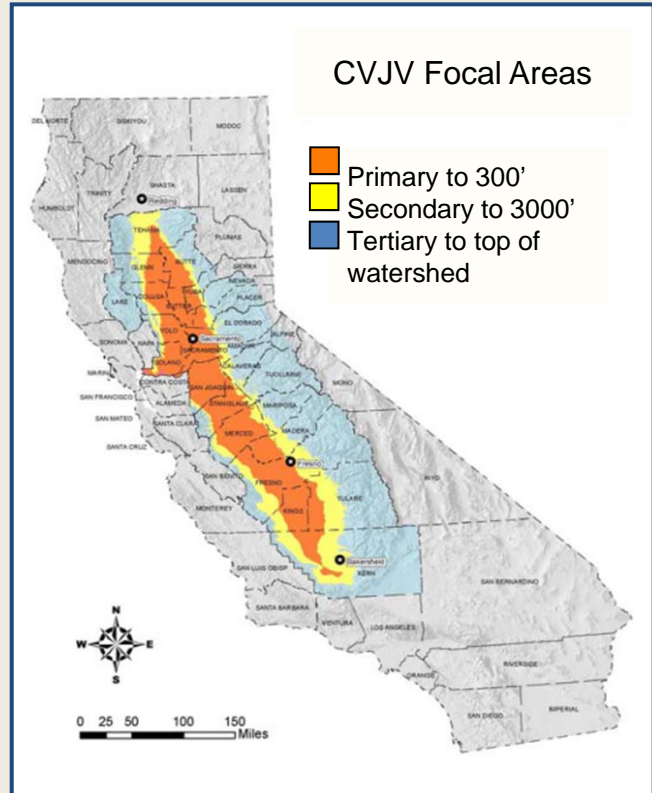 CVJV Focal Areas
Primary to 300’
Secondary to 3000’
Tertiary to top of
watershed
DEL NORTE
SISKIYOU
MODOC
TRINITY
SHASTA
LASSEN
HUMBOLDT
Redding
TEHAMA
PLUMAS
MENDOCINO
GLENN
BUTTE
SIERRA
LAKE
COLUSA
SUTTER
YUBA
NEVADA
PLACER
SONOMA
NAPA
YOLO
EL DORADO
Sacramento
SACRAMENTO
AMADOR
ALPINE
MARIN
SOLANO
CALAVERAS
CONTRA COSTA
SAN JOAQUIN
TUOLUMNE
MONO
SAN FRANCISCO
ALAMEDA
STANISLAUS
MARIPOSA
SAN MATEO
SANTA CLARA
SANTA CRUZ
MERCED
MADERA
Fresno
SAN BENITO
FRESNO
INYO
MONTEREY
KINGS
TULARE
Bakersfield
SAN LUIS OBISP
KERN
SAN BERNARDINO
SANTA BARBARA
VENTURA
LOS ANGELES
ORANGE
RIVERSIDE
SAN DIEGO
IMPERIAL
N
W
E
S
0 25 50 100 150
Miles